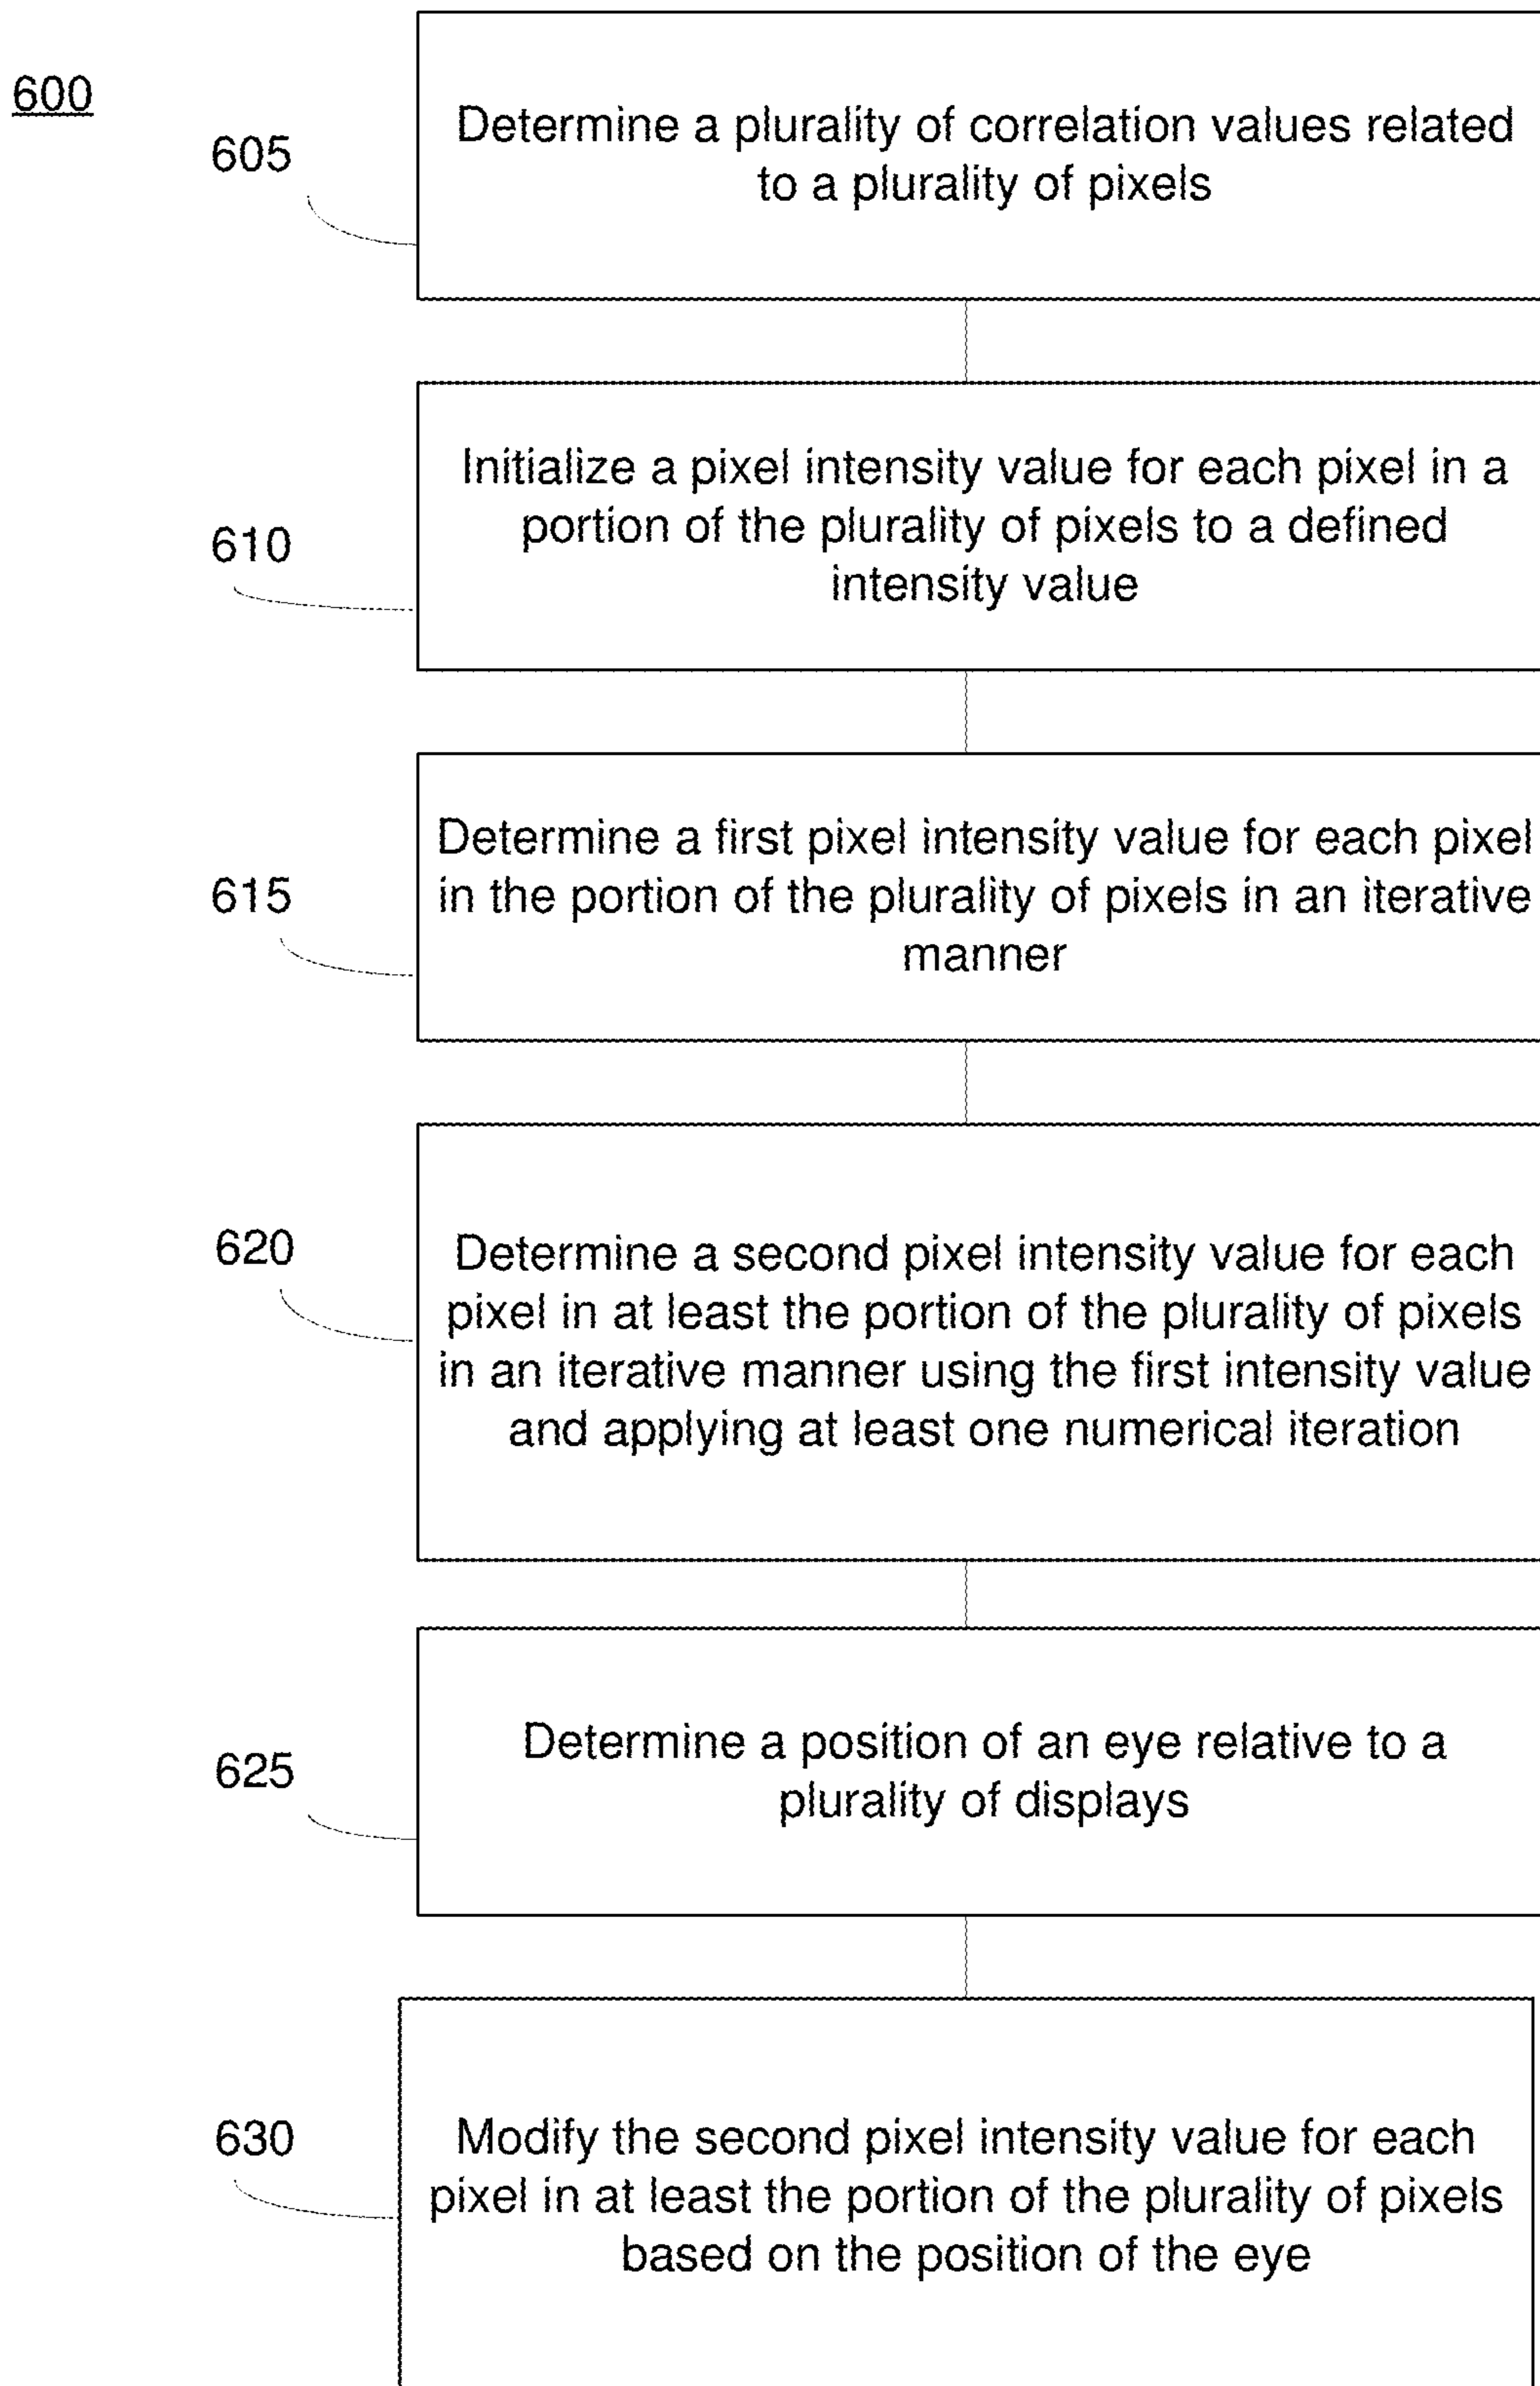 600
605
Determine a plurality of correlation values related
to a plurality of pixels
610
Initialize a pixel intensity value for each pixel in a
portion of the plurality of pixels to a defined
intensity value
615
Determine a first pixel intensity value for each pixel
in the portion of the plurality of pixels in an iterative
manner
620
Determine a second pixel intensity value for each
pixel in at least the portion of the plurality of pixels
in an iterative manner using the first intensity value
and applying at least one numerical iteration
625
Determine a position of an eye relative to a
plurality of displays
630
Modify the second pixel intensity value for each
pixel in at least the portion of the plurality of pixels
based on the position of the eye